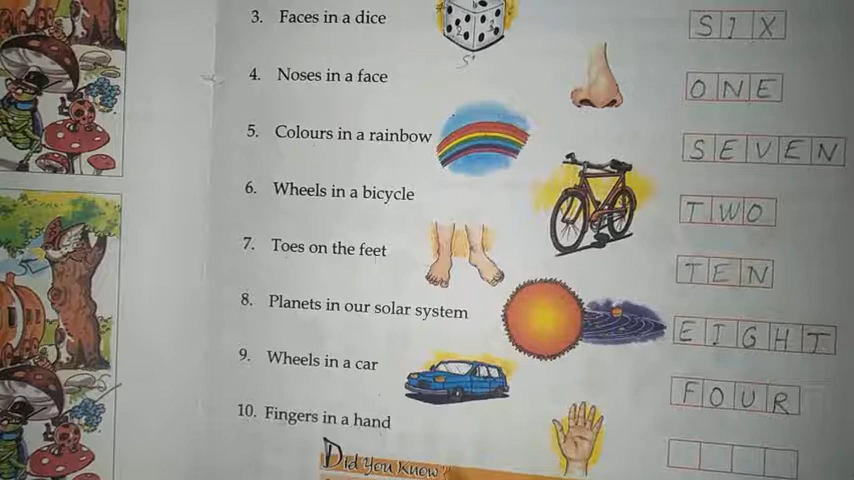 3. Faces in a dice SIX
4. Noses in a face ONE
5. Colours in a rainbow SEVEN
6. Wheels in a bicycle TWO
7. Toes on the feet TEN
8. Planets in our solar system EIGHT
9. Wheels in a car FOUR
10. Fingers in a hand
Did You Know?